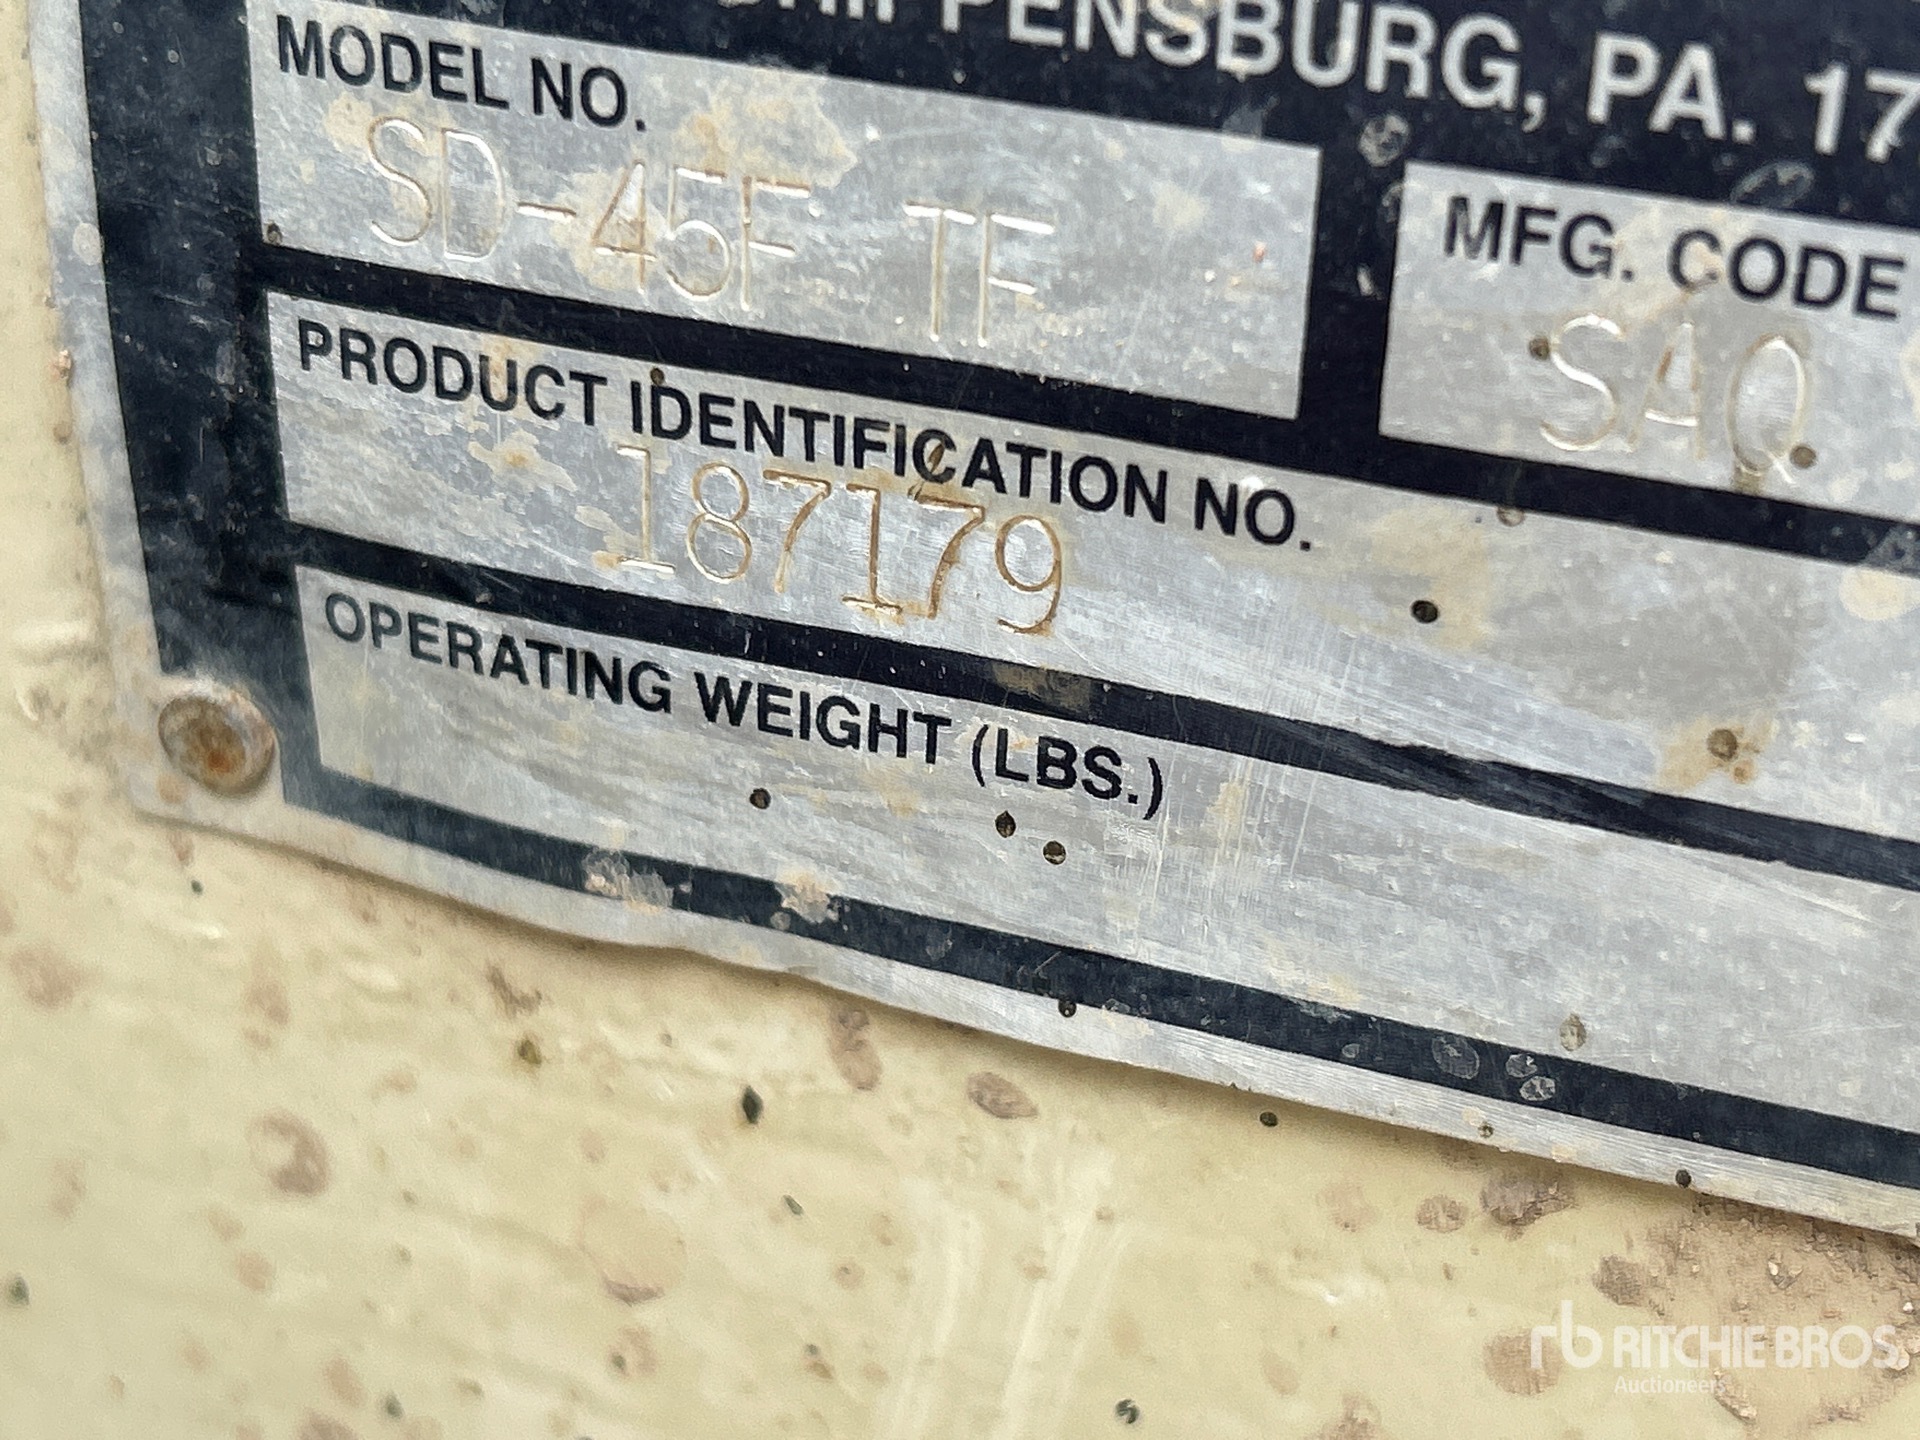 PENSBURG, PA. 17
MODEL NO.
SD-45F TF
MFG. CODE
SAQ
PRODUCT IDENTIFICATION NO.
187179
OPERATING WEIGHT (LBS.)
rb RITCHIE BROS
Auctioneers